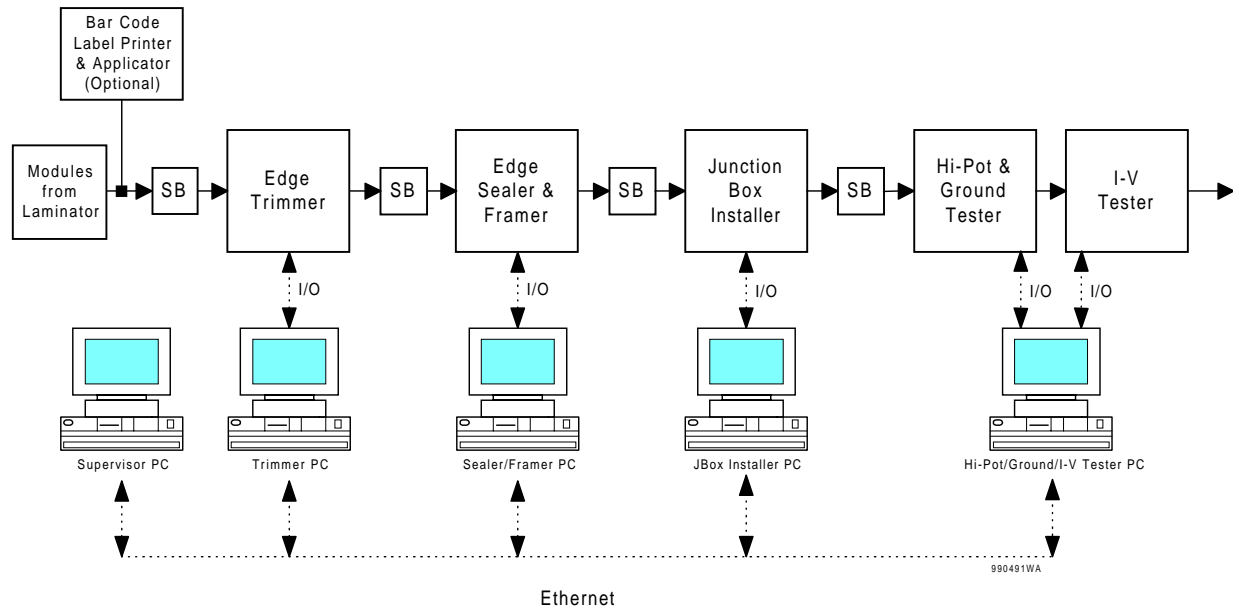 Bar Code
Label Printer
& Applicator
(Optional)
Modules
from
Laminator
SB
Edge
Trimmer
SB
Edge
Sealer &
Framer
SB
Junction
Box
Installer
SB
Hi-Pot &
Ground
Tester
I-V
Tester
I/O
I/O
I/O
I/O
I/O
Supervisor PC
Trimmer PC
Sealer/Framer PC
JBox Installer PC
Hi-Pot/Ground/I-V Tester PC
990491WA
Ethernet